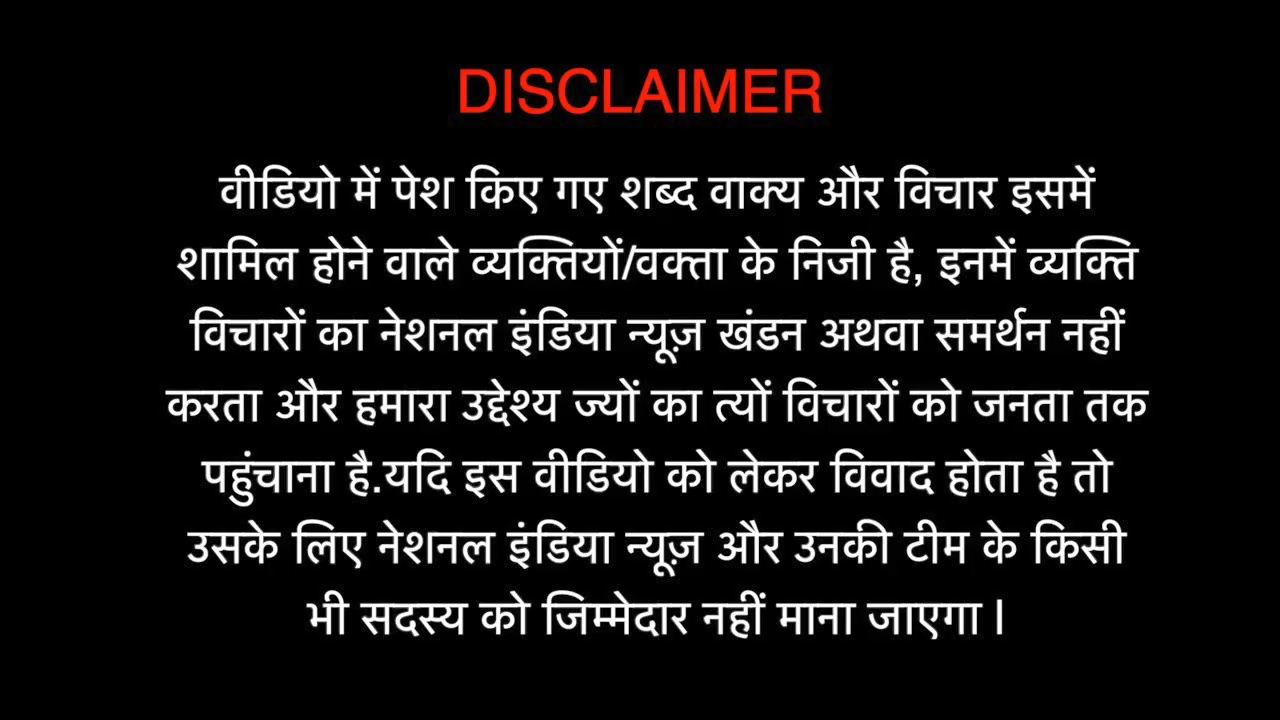 DISCLAIMER
वीडियो में पेश किए गए शब्द वाक्य और विचार इसमें
शामिल होने वाले व्यक्तियों/वक्ता के निजी है, इनमें व्यक्ति
विचारों का नेशनल इंडिया न्यूज़ खंडन अथवा समर्थन नहीं
करता और हमारा उद्देश्य ज्यों का त्यों विचारों को जनता तक
पहुंचाना है.यदि इस वीडियो को लेकर विवाद होता है तो
उसके लिए नेशनल इंडिया न्यूज़ और उनकी टीम के किसी
भी सदस्य को जिम्मेदार नहीं माना जाएगा l